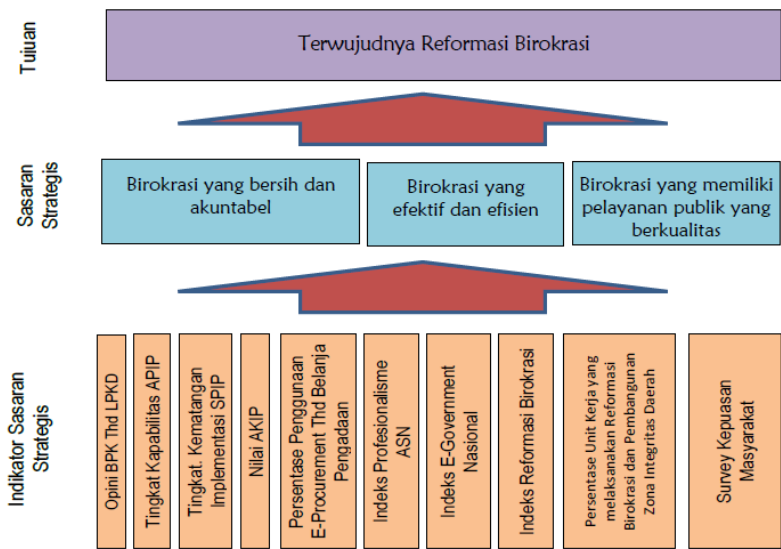 Tujuan
Terwujudnya Reformasi Birokrasi
Sasaran
Strategis
Birokrasi yang bersih dan
akuntabel
Birokrasi yang
efektif dan efisien
Birokrasi yang memiliki
pelayanan publik yang
berkualitas
Indikator Sasaran
Strategis
Opini BPK Thd LPKD
Tingkat Kapabilitas APIP
Tingkat. Kematangan
Implementasi SPIP
Nilai AKIP
Persentase Penggunaan
E-Procurement Thd Belanja
Pengadaan
Indeks Profesionalisme
ASN
Indeks E-Government
Nasional
Indeks Reformasi Birokrasi
Persentase Unit Kerja yang
melaksanakan Reformasi
Birokrasi dan Pembangunan
Zona Integritas Daerah
Survey Kepuasan
Masyarakat